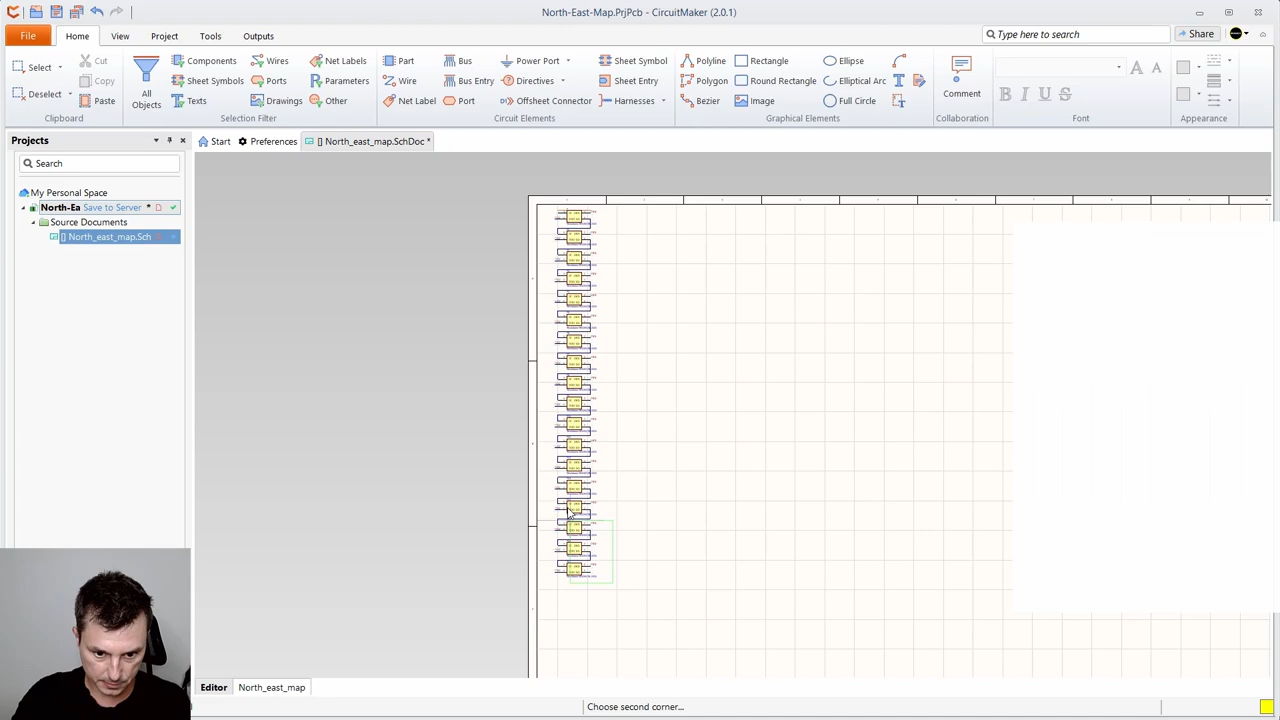 North-East-Map.PrjPcb - CircuitMaker (2.0.1)
File
Home
View
Project
Tools
Outputs
Type here to search
Share
Select
Cut
Copy
Deselect
Paste
Clipboard
All Objects
Components
Wires
Net Labels
Sheet Symbols
Ports
Parameters
Texts
Drawings
Other
Selection Filter
Part
Bus
Power Port
Sheet Symbol
Wire
Bus Entry
Directives
Sheet Entry
Net Label
Port
Offsheet Connector
Harnesses
Circuit Elements
Polyline
Rectangle
Ellipse
Polygon
Round Rectangle
Elliptical Arc
Bezier
Image
Full Circle
Graphical Elements
Comment
Collaboration
Font
Appearance
Projects
Start
Preferences
[] North_east_map.SchDoc *
Search
My Personal Space
North-Ea Save to Server *
Source Documents
[] North_east_map.Sch
Editor
North_east_map
Choose second corner...